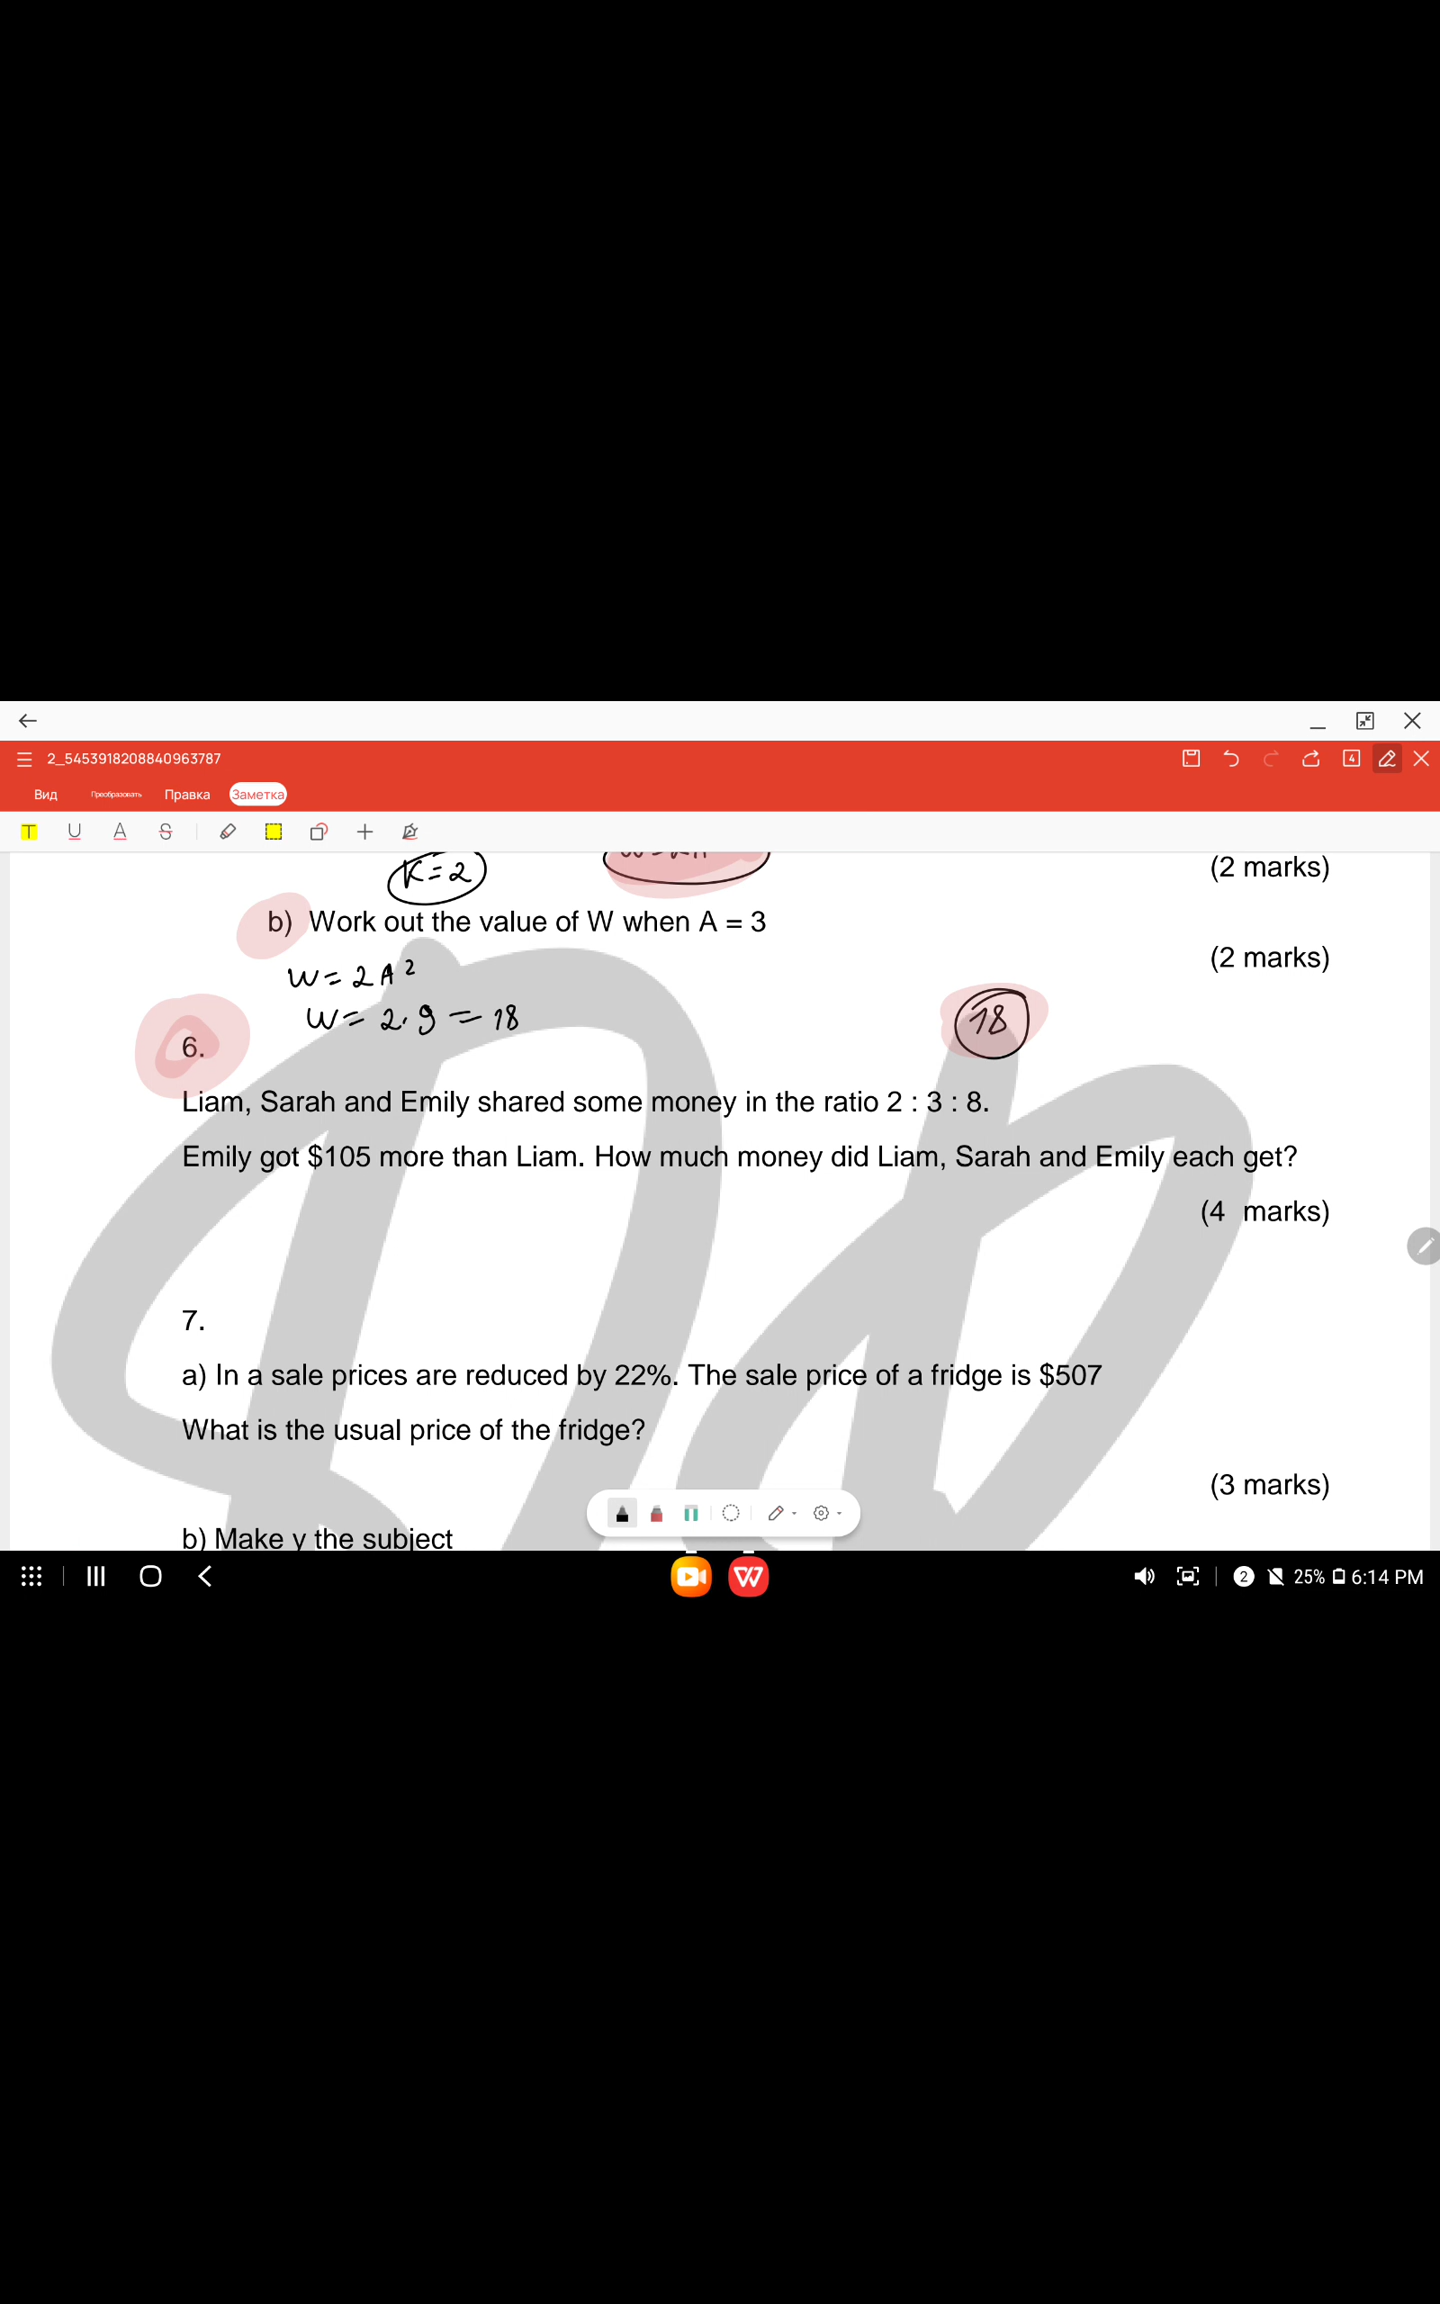 2_5453918208840963787
4
Вид Преобразовать Правка Заметка
T U A S
K=2
(2 marks)
b) Work out the value of W when A = 3
(2 marks)
W= 2A²
W= 2·9 = 18
18
6.
Liam, Sarah and Emily shared some money in the ratio 2 : 3 : 8.
Emily got $105 more than Liam. How much money did Liam, Sarah and Emily each get?
(4 marks)
7.
a) In a sale prices are reduced by 22%. The sale price of a fridge is $507
What is the usual price of the fridge?
(3 marks)
b) Make y the subject
2 25% 6:14 PM